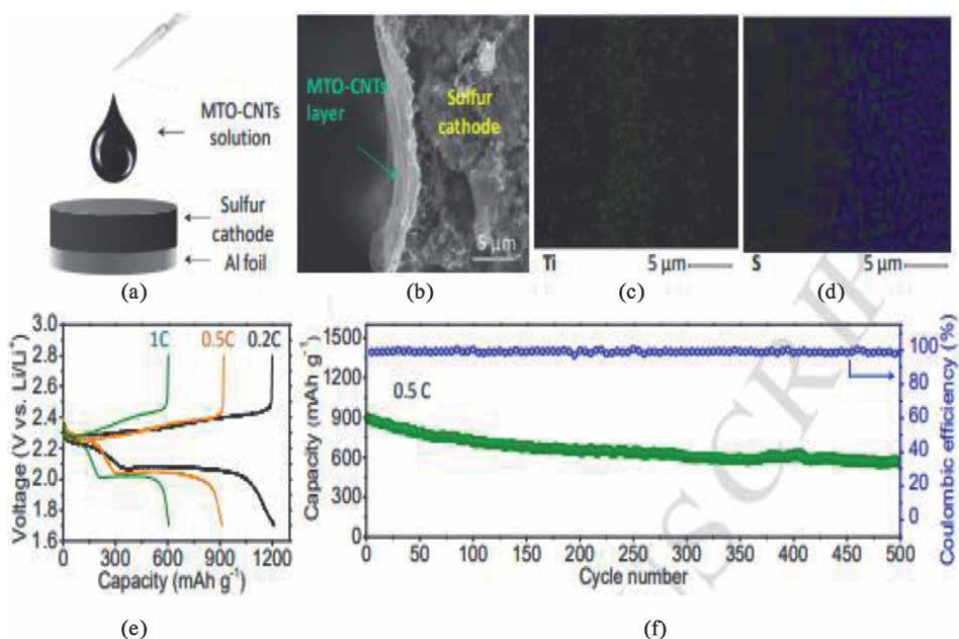 MTO-CNTs
solution
Sulfur
cathode
Al foil
(a)
MTO-CNTs
layer
Sulfur
cathode
5 µm
(b)
Ti
5 µm
(c)
S
5 µm
(d)
Voltage (V vs. Li/Li⁺)
3.0
2.8
2.6
2.4
2.2
2.0
1.8
1.6
1C
0.5C
0.2C
0
300
600
900
1200
Capacity (mAh g⁻¹)
(e)
Capacity (mAh g⁻¹)
1500
1200
900
600
300
0
0.5 C
0 50 100 150 200 250 300 350 400 450 500
Cycle number
100
80
60
40
30
20
0
Coulombic efficiency (%)
(f)